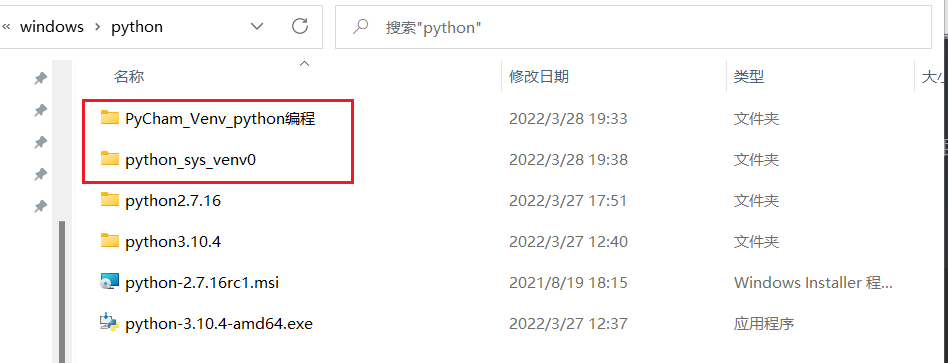 « windows > python
搜索"python"
名称 修改日期 类型 大小
PyCham_Venv_python编程 2022/3/28 19:33 文件夹
python_sys_venv0 2022/3/28 19:38 文件夹
python2.7.16 2022/3/27 17:51 文件夹
python3.10.4 2022/3/27 12:40 文件夹
python-2.7.16rc1.msi 2021/8/19 18:15 Windows Installer 程...
python-3.10.4-amd64.exe 2022/3/27 12:37 应用程序